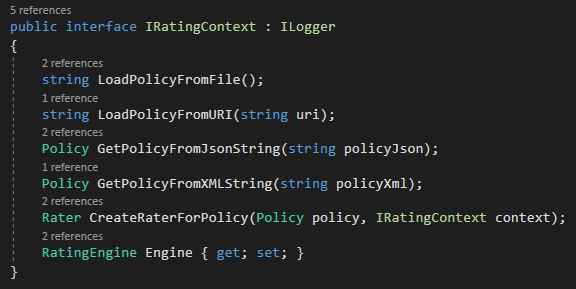 5 references
public interface IRatingContext : ILogger
{
2 references
string LoadPolicyFromFile();
1 reference
string LoadPolicyFromURI(string uri);
2 references
Policy GetPolicyFromJsonString(string policyJson);
1 reference
Policy GetPolicyFromXMLString(string policyXml);
2 references
Rater CreateRaterForPolicy(Policy policy, IRatingContext context);
2 references
RatingEngine Engine { get; set; }
}